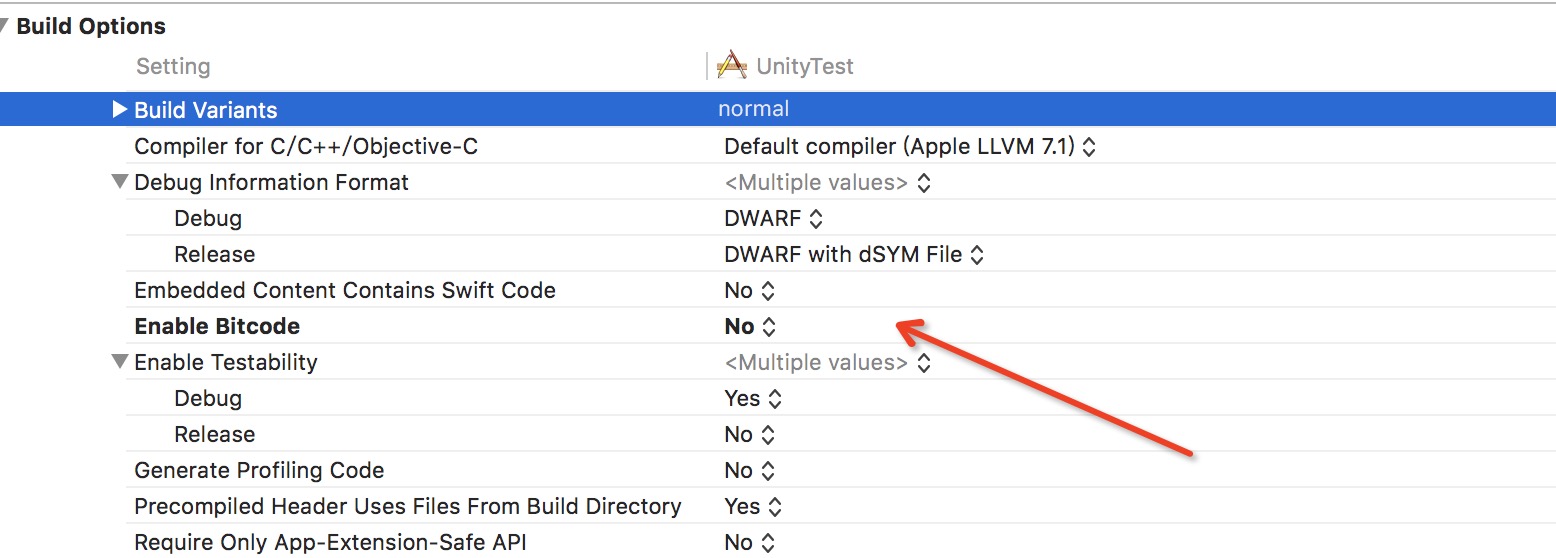 Build Options
Setting UnityTest
Build Variants normal
Compiler for C/C++/Objective-C Default compiler (Apple LLVM 7.1)
Debug Information Format <Multiple values>
Debug DWARF
Release DWARF with dSYM File
Embedded Content Contains Swift Code No
Enable Bitcode No
Enable Testability <Multiple values>
Debug Yes
Release No
Generate Profiling Code No
Precompiled Header Uses Files From Build Directory Yes
Require Only App-Extension-Safe API No